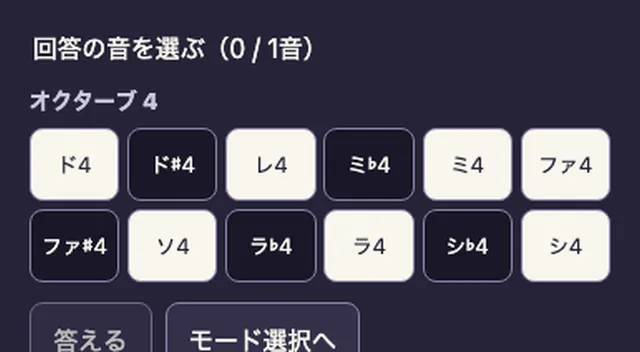 回答の音を選ぶ（0 / 1音）
オクターブ 4
ド4 ド♯4 レ4 ミ♭4 ミ4 ファ4
ファ♯4 ソ4 ラ♭4 ラ4 シ♭4 シ4
答える モード選択へ